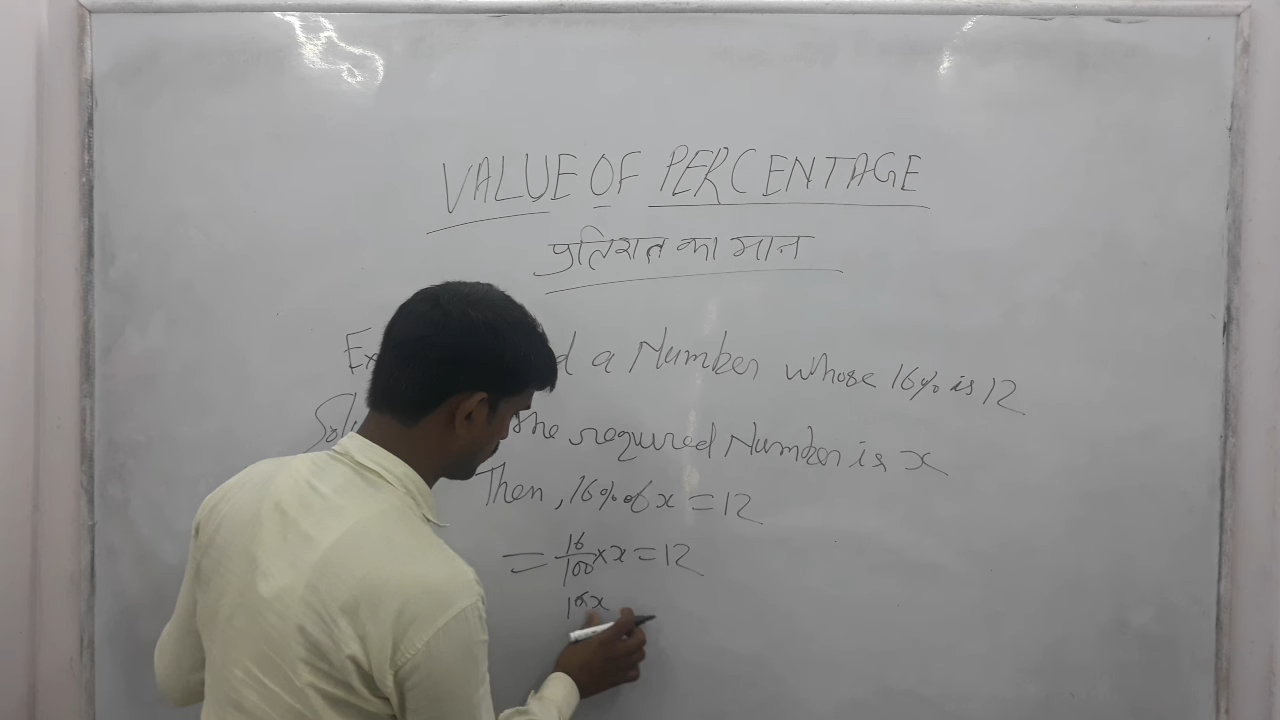 VALUE OF PERCENTAGE
प्रतिशत का मान
a Number whose 16% is 12
the required Number is x
Then, 16% of x = 12
= 16/100 × x = 12
16x